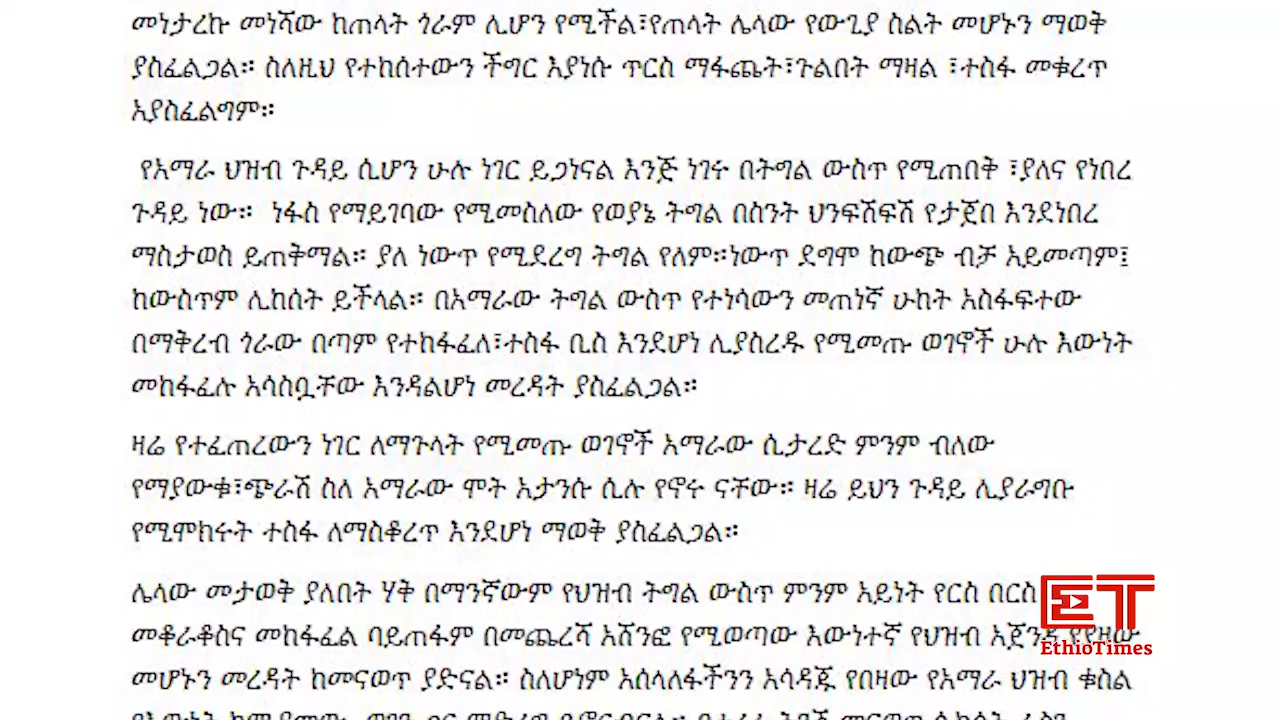 መነታረኩ መነሻው ከጠላት ጎራም ሊሆን የሚችል፣የጠላት ሌላው የውጊያ ስልት መሆኑን ማወቅ
ያስፈልጋል። ስለዚህ የተከሰተውን ችግር እያነሱ ጥርስ ማፋጨት፣ጉልበት ማዛል ፣ተስፋ መቁረጥ
አያስፈልግም።
የአማራ ህዝብ ጉዳይ ሲሆን ሁሉ ነገር ይጋነናል እንጅ ነገሩ በትግል ውስጥ የሚጠበቅ ፣ያለና የነበረ
ጉዳይ ነው። ነፋስ የማይገባው የሚመስለው የወያኔ ትግል በስንት ህንፍሽፍሽ የታጀበ እንደነበረ
ማስታወስ ይጠቅማል። ያለ ነውጥ የሚደረግ ትግል የለም።ነውጥ ደግሞ ከውጭ ብቻ አይመጣም፤
ከውስጥም ሊከሰት ይችላል። በአማራው ትግል ውስጥ የተነሳውን መጠነኛ ሁከት አስፋፍተው
በማቅረብ ጎራው በጣም የተከፋፈለ፣ተስፋ ቢስ እንደሆነ ሊያስረዱ የሚመጡ ወገኖች ሁሉ እውነት
መከፋፈሉ አሳስቧቸው እንዳልሆነ መረዳት ያስፈልጋል።
ዛሬ የተፈጠረውን ነገር ለማጉላት የሚመጡ ወገኖች አማራው ሲታረድ ምንም ብለው
የማያውቁ፣ጭራሽ ስለ አማራው ሞት አታንሱ ሲሉ የኖሩ ናቸው። ዛሬ ይህን ጉዳይ ሊያራግቡ
የሚሞክሩት ተስፋ ለማስቆረጥ እንደሆነ ማወቅ ያስፈልጋል።
ሌላው መታወቅ ያለበት ሃቅ በማንኛውም የህዝብ ትግል ውስጥ ምንም አይነት የርስ በርስ
መቆራቆስና መከፋፈል ባይጠፋም በመጨረሻ አሸንፎ የሚወጣው እውነተኛ የህዝብ አጀንዳ የያዘው
መሆኑን መረዳት ከመናወጥ ያድናል። ስለሆነም አሰላለፋችንን አሳዳጁ የበዛው የአማራ ህዝብ ቁስል
ET
EthioTimes